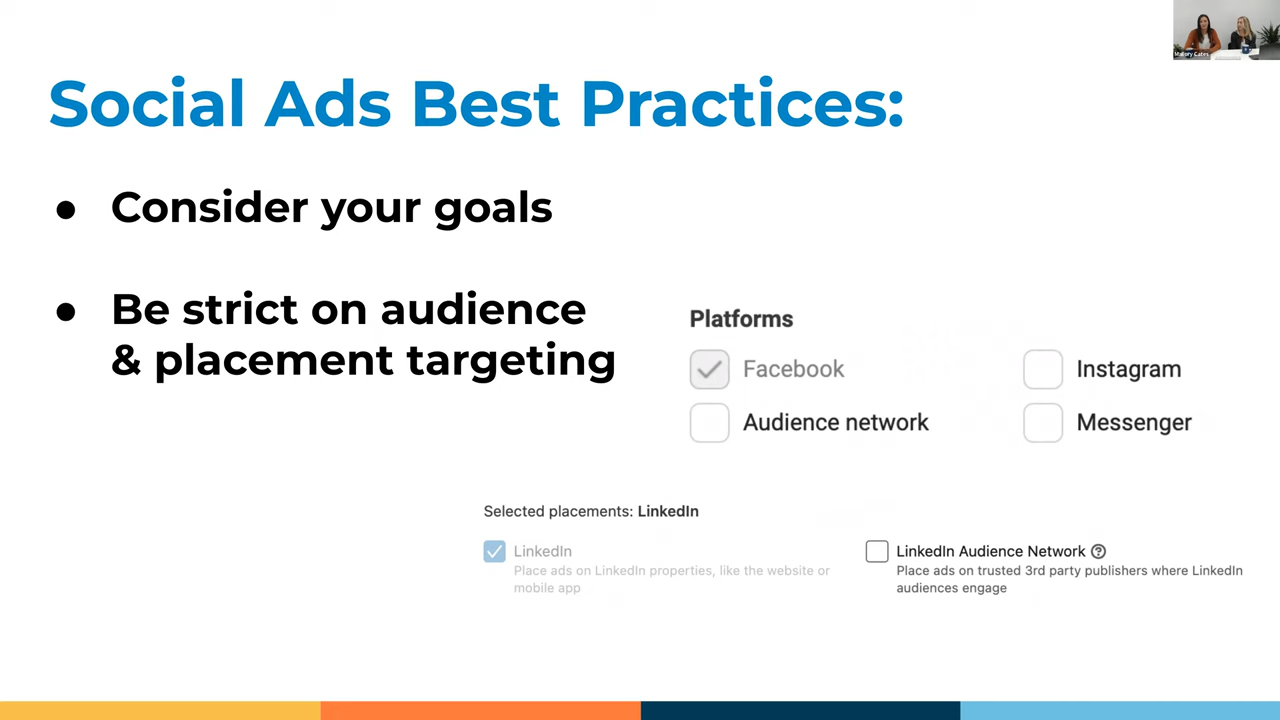 Mallory Cates
Social Ads Best Practices:
● Consider your goals
● Be strict on audience
& placement targeting
Platforms
Facebook
Instagram
Audience network
Messenger
Selected placements: LinkedIn
LinkedIn
Place ads on LinkedIn properties, like the website or
mobile app
LinkedIn Audience Network ?
Place ads on trusted 3rd party publishers where LinkedIn
audiences engage